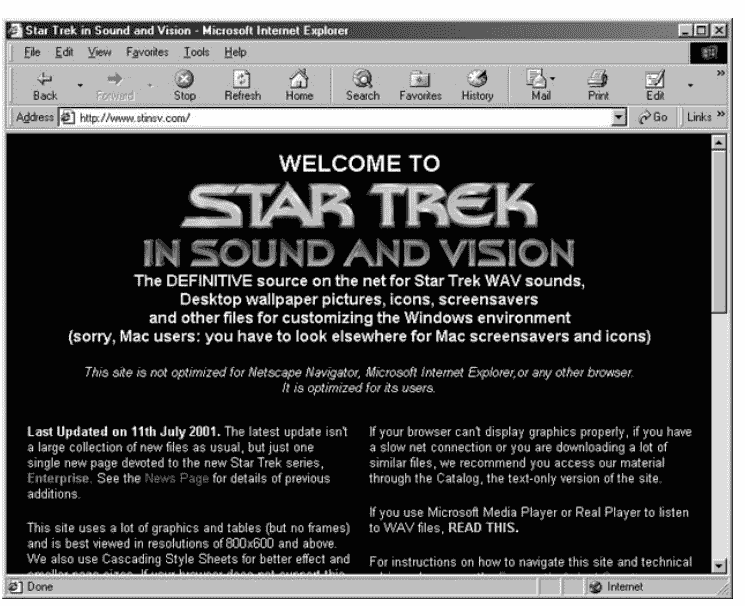 Star Trek in Sound and Vision - Microsoft Internet Explorer
File Edit View Favorites Tools Help
Back Forward Stop Refresh Home Search Favorites History Mail Print Edit »
Address http://www.stinsv.com/ Go Links »
WELCOME TO
STAR TREK
IN SOUND AND VISION
The DEFINITIVE source on the net for Star Trek WAV sounds,
Desktop wallpaper pictures, icons, screensavers
and other files for customizing the Windows environment
(sorry, Mac users: you have to look elsewhere for Mac screensavers and icons)
This site is not optimized for Netscape Navigator, Microsoft Internet Explorer,or any other browser.
It is optimized for its users.
Last Updated on 11th July 2001. The latest update isn't
a large collection of new files as usual, but just one
single new page devoted to the new Star Trek series,
Enterprise. See the News Page for details of previous
additions.
This site uses a lot of graphics and tables (but no frames)
and is best viewed in resolutions of 800x600 and above.
We also use Cascading Style Sheets for better effect and
If your browser can't display graphics properly, if you have
a slow net connection or you are downloading a lot of
similar files, we recommend you access our material
through the Catalog, the text-only version of the site.
If you use Microsoft Media Player or Real Player to listen
to WAV files, READ THIS.
For instructions on how to navigate this site and technical
Done Internet